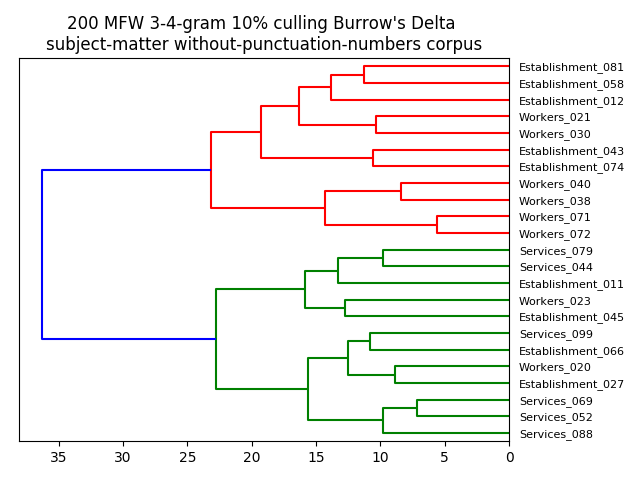 200 MFW 3-4-gram 10% culling Burrow's Delta
subject-matter without-punctuation-numbers corpus
Establishment_081
Establishment_058
Establishment_012
Workers_021
Workers_030
Establishment_043
Establishment_074
Workers_040
Workers_038
Workers_071
Workers_072
Services_079
Services_044
Establishment_011
Workers_023
Establishment_045
Services_099
Establishment_066
Workers_020
Establishment_027
Services_069
Services_052
Services_088
35 30 25 20 15 10 5 0